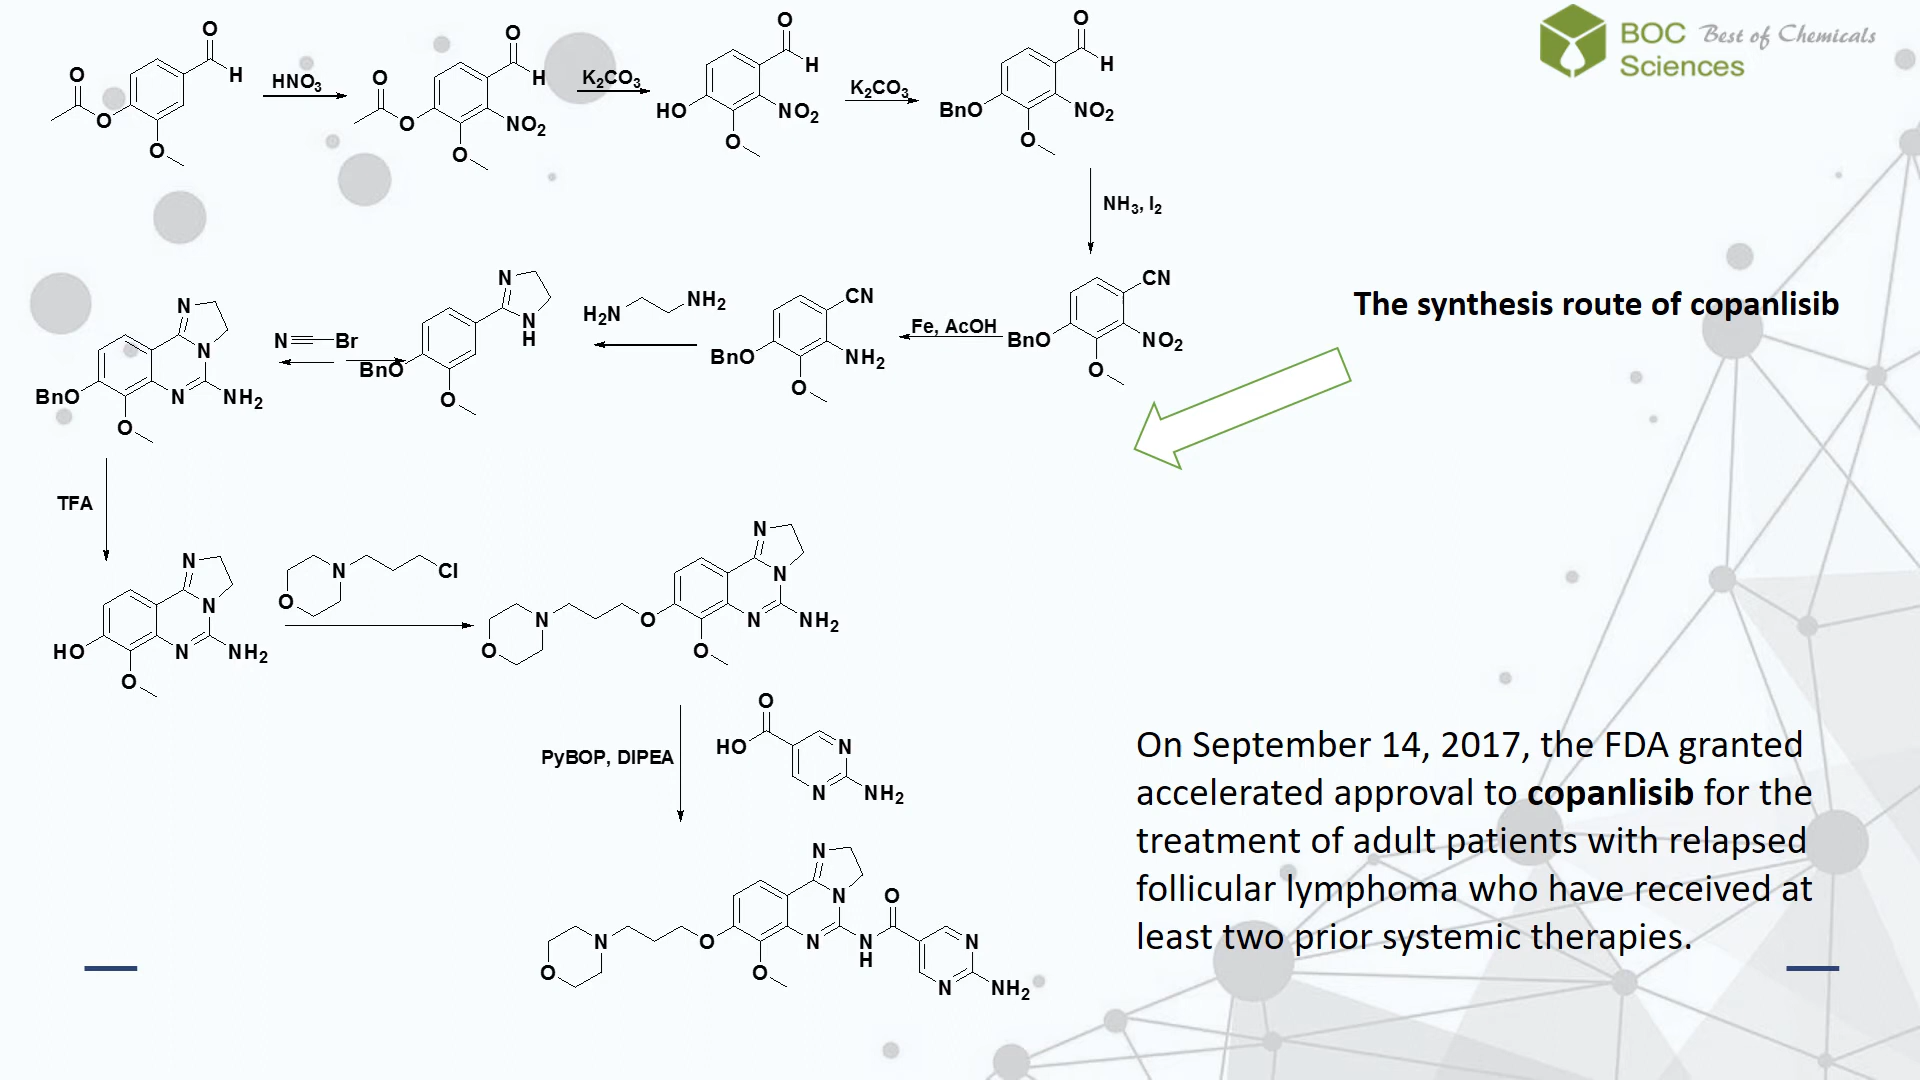 BOC Best of Chemicals
Sciences
O
O
H
O
O
HNO3
O
O
H
O
NO2
O
K2CO3
O
H
HO
NO2
O
K2CO3
O
H
BnO
NO2
O
NH3, I2
The synthesis route of copanlisib
CN
BnO
NO2
O
Fe, AcOH
CN
BnO
NH2
O
H2N NH2
N
N
H
BnO
O
N Br
N
N
BnO
N NH2
O
TFA
N
N
HO
N NH2
O
N Cl
O
N
N
N
O
N NH2
O
O
PyBOP, DIPEA
O
HO
N
N NH2
On September 14, 2017, the FDA granted
accelerated approval to copanlisib for the
treatment of adult patients with relapsed
follicular lymphoma who have received at
least two prior systemic therapies.
N
N
O
N
O
N
N
H
N
O
O
N NH2